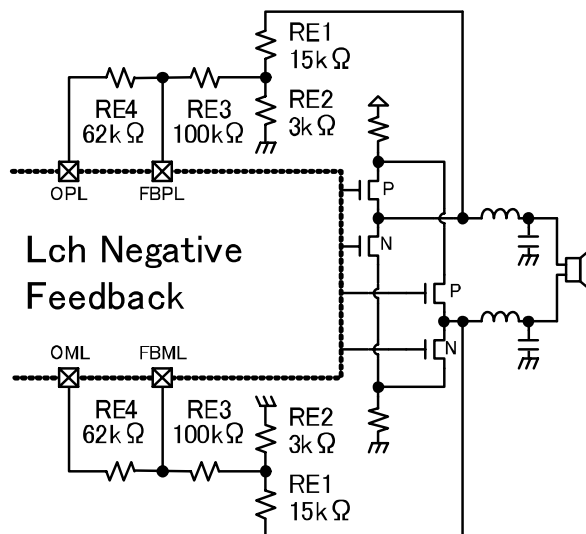 RE1
15kΩ
RE4
62kΩ
RE3
100kΩ
RE2
3kΩ
OPL
FBPL
P
N
Lch Negative
Feedback
P
N
OML
FBML
RE4
62kΩ
RE3
100kΩ
RE2
3kΩ
RE1
15kΩ